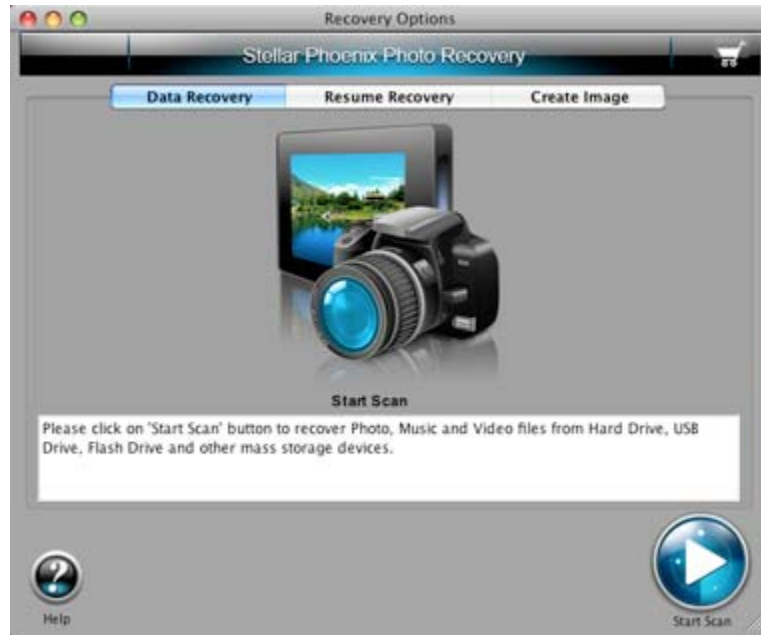 Recovery Options
Stellar Phoenix Photo Recovery
Data Recovery Resume Recovery Create Image
Start Scan
Please click on 'Start Scan' button to recover Photo, Music and Video files from Hard Drive, USB
Drive, Flash Drive and other mass storage devices.
Help
Start Scan